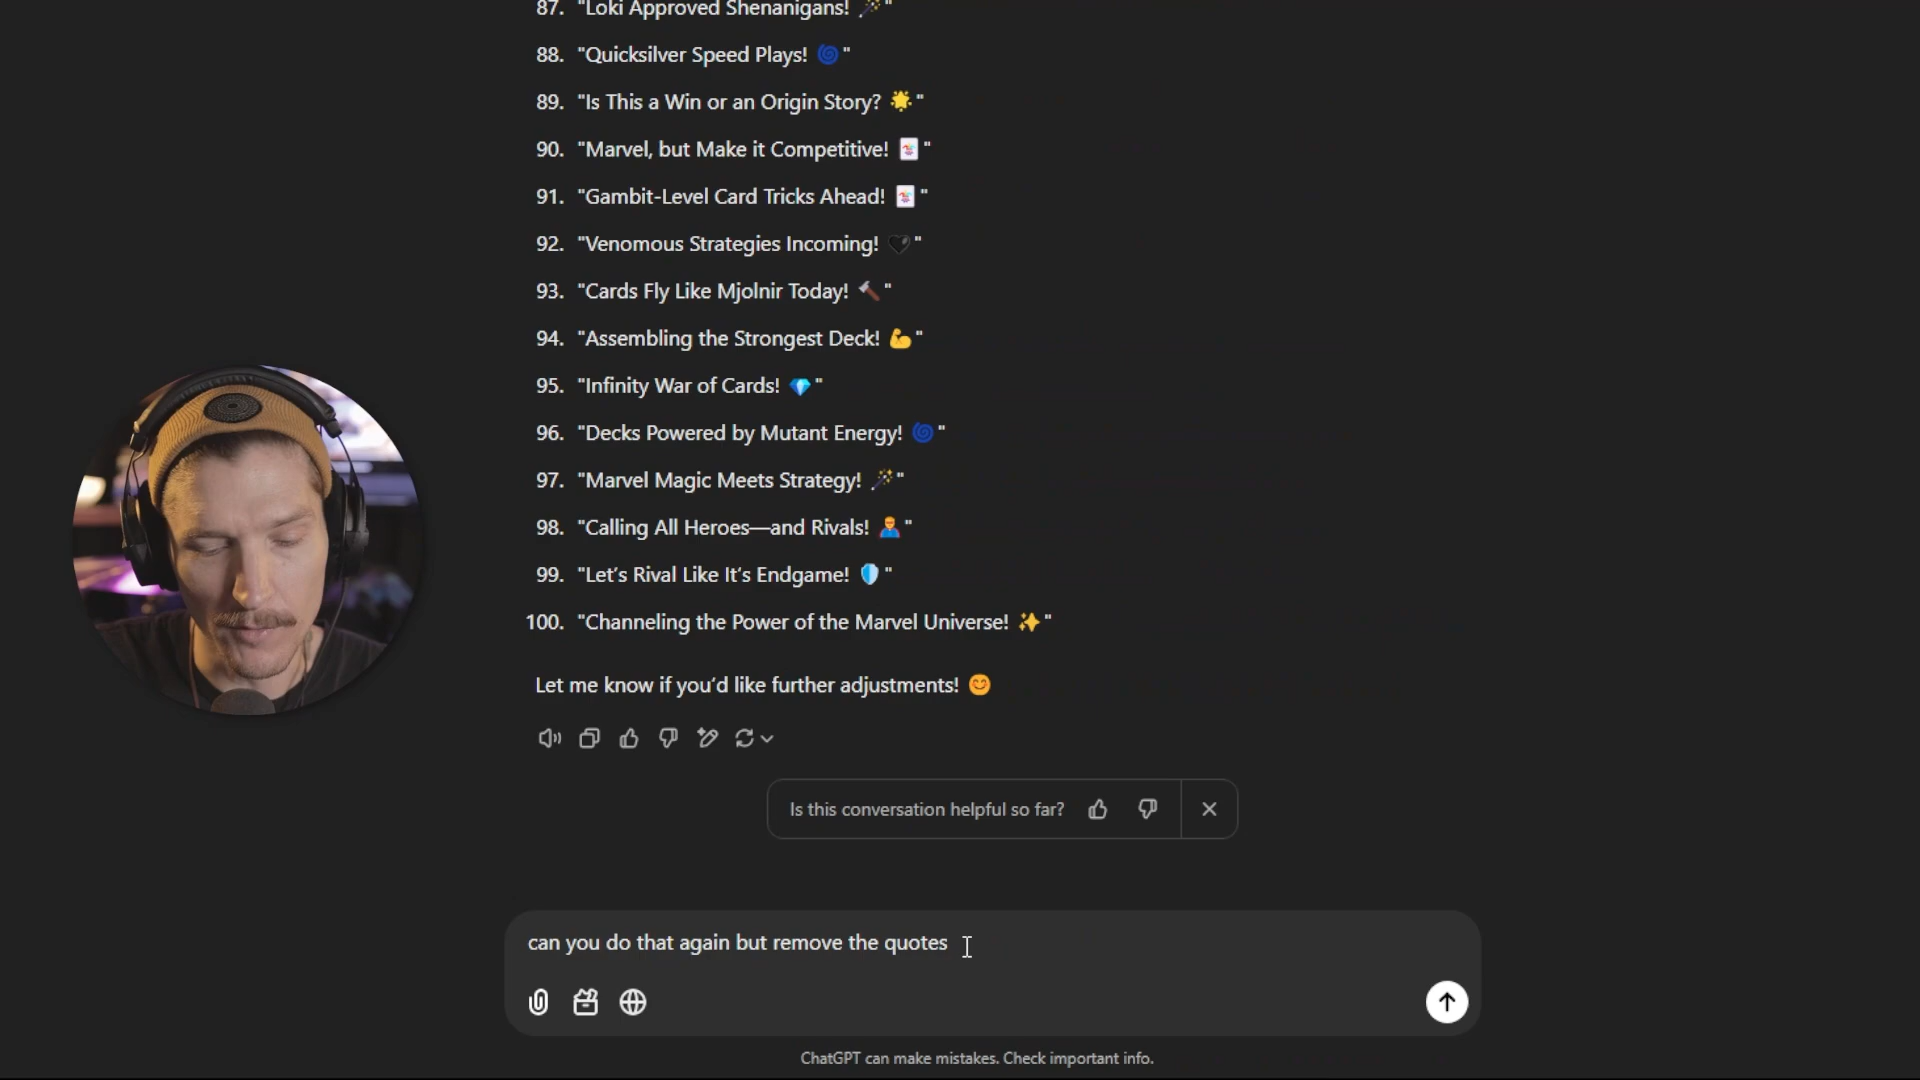 87. "Loki Approved Shenanigans! 🪄"
88. "Quicksilver Speed Plays! 🌀"
89. "Is This a Win or an Origin Story? 🌟"
90. "Marvel, but Make it Competitive! 🃏"
91. "Gambit-Level Card Tricks Ahead! 🃏"
92. "Venomous Strategies Incoming! 🖤"
93. "Cards Fly Like Mjolnir Today! 🔨"
94. "Assembling the Strongest Deck! 💪"
95. "Infinity War of Cards! 💎"
96. "Decks Powered by Mutant Energy! 🌀"
97. "Marvel Magic Meets Strategy! 🪄"
98. "Calling All Heroes—and Rivals! 🦸"
99. "Let’s Rival Like It’s Endgame! 🛡️"
100. "Channeling the Power of the Marvel Universe! ✨"
Let me know if you’d like further adjustments! 😊
Is this conversation helpful so far?
can you do that again but remove the quotes
ChatGPT can make mistakes. Check important info.